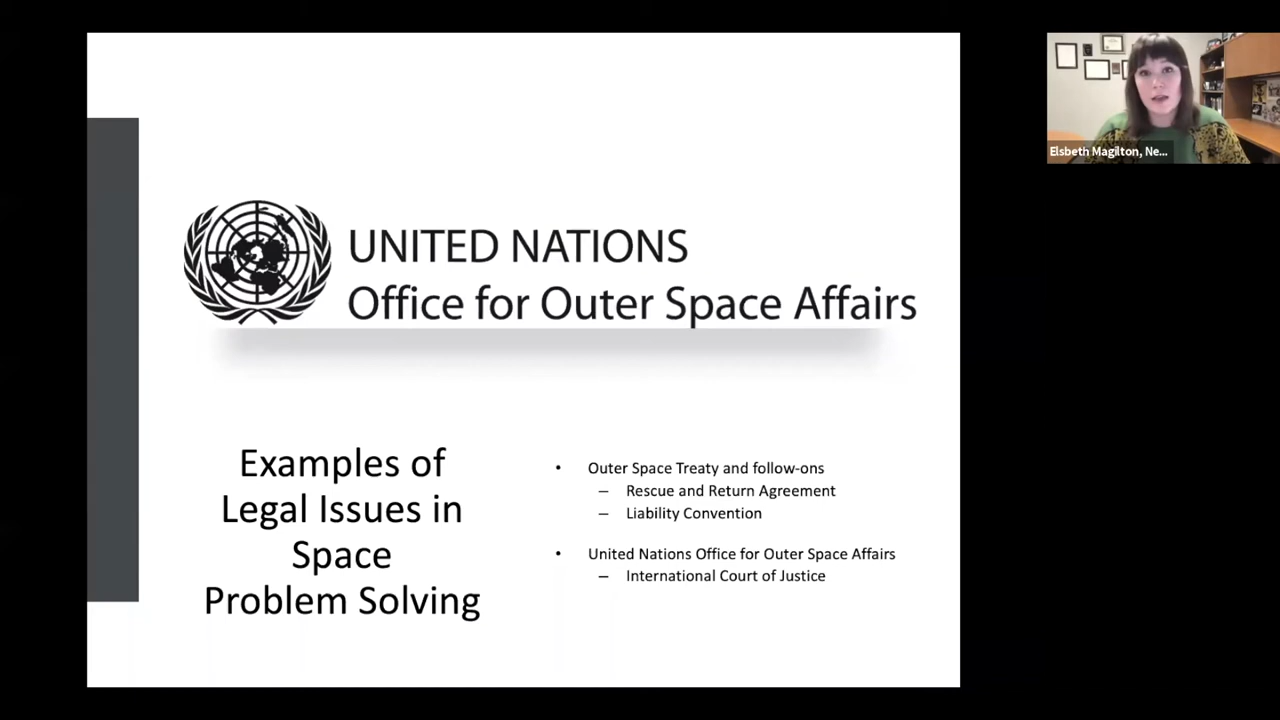 UNITED NATIONS
Office for Outer Space Affairs
Examples of
Legal Issues in
Space
Problem Solving
• Outer Space Treaty and follow-ons
– Rescue and Return Agreement
– Liability Convention
• United Nations Office for Outer Space Affairs
– International Court of Justice
Elsbeth Magilton, Ne...